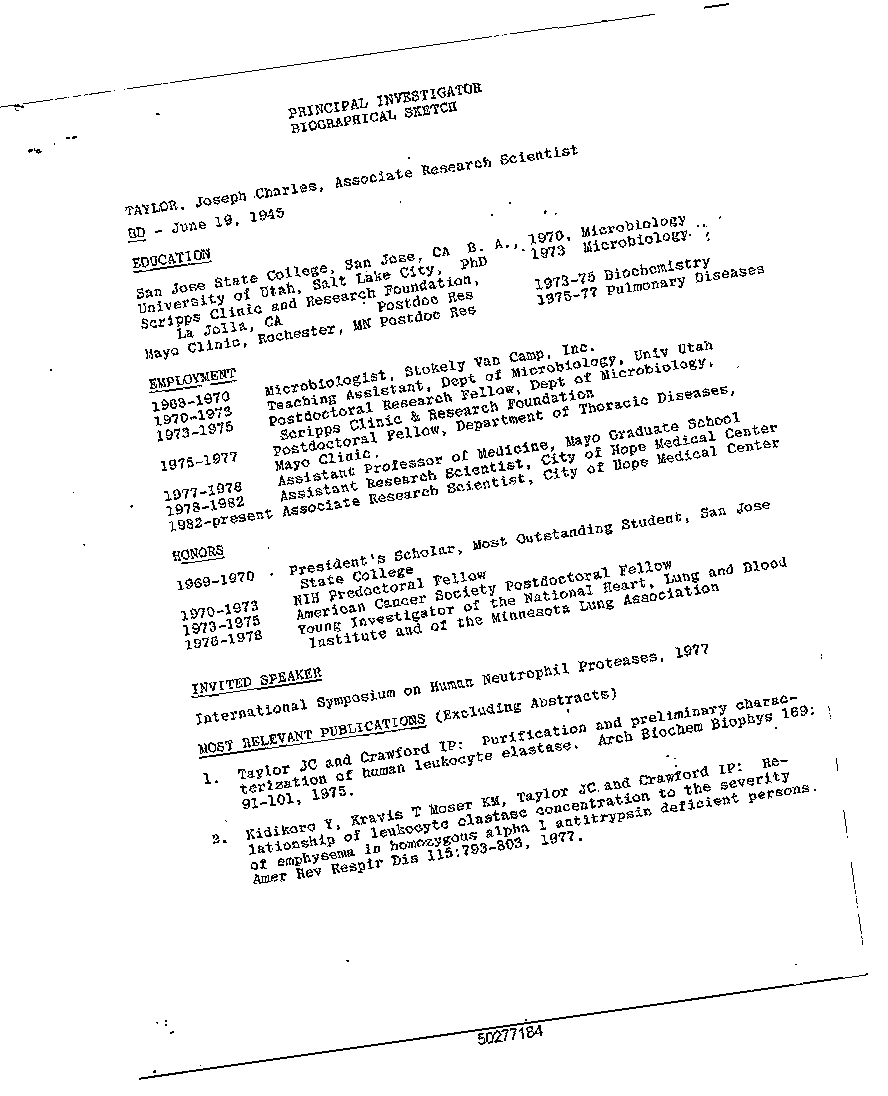 PRINCIPAL INVESTIGATOR
BIOGRAPHICAL SKETCH
TAYLOR. Joseph Charles, Associate Research Scientist
BD - June 19, 1945
EDUCATION
San Jose State College, San Jose, CA B. A., 1970, Microbiology
University of Utah, Salt Lake City, PhD 1973 Microbiology
Scripps Clinic and Research Foundation,
La Jolla, CA Postdoc Res 1973-75 Biochemistry
Mayo Clinic, Rochester, MN Postdoc Res 1975-77 Pulmonary Diseases
EMPLOYMENT
1968-1970 Microbiologist, Stokely Van Camp, Inc.
1970-1973 Teaching Assistant, Dept of Microbiology, Univ Utah
1973-1975 Postdoctoral Research Fellow, Dept of Microbiology,
Scripps Clinic & Research Foundation
1975-1977 Postdoctoral Fellow, Department of Thoracic Diseases,
Mayo Clinic.
1977-1978 Assistant Professor of Medicine, Mayo Graduate School
1978-1982 Assistant Research Scientist, City of Hope Medical Center
1982-present Associate Research Scientist, City of Hope Medical Center
HONORS
1969-1970 President's Scholar, Most Outstanding Student, San Jose
State College
1970-1973 NIH Predoctoral Fellow
1973-1975 American Cancer Society Postdoctoral Fellow
1976-1978 Young Investigator of the National Heart, Lung and Blood
Institute and of the Minnesota Lung Association
INVITED SPEAKER
International Symposium on Human Neutrophil Proteases, 1977
MOST RELEVANT PUBLICATIONS (Excluding Abstracts)
1. Taylor JC and Crawford IP: Purification and preliminary charac-
terization of human leukocyte elastase. Arch Biochem Biophys 169:
91-101, 1975.
2. Kidikoro Y, Kravis T Moser KM, Taylor JC and Crawford IP: Re-
lationship of leukocyte elastase concentration to the severity
of emphysema in homozygous alpha 1 antitrypsin deficient persons.
Amer Rev Respir Dis 115:793-803, 1977.
50277184